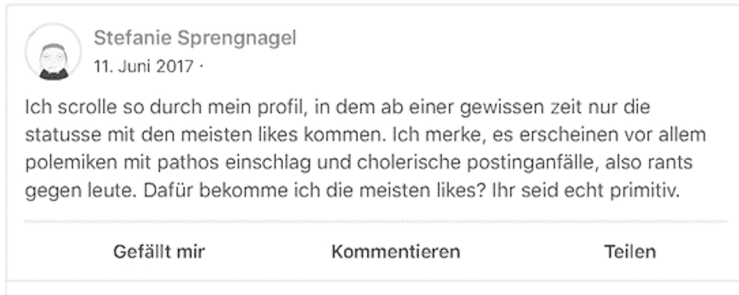 Stefanie Sprengnagel
11. Juni 2017 ·
Ich scrolle so durch mein profil, in dem ab einer gewissen zeit nur die
statusse mit den meisten likes kommen. Ich merke, es erscheinen vor allem
polemiken mit pathos einschlag und cholerische postinganfälle, also rants
gegen leute. Dafür bekomme ich die meisten likes? Ihr seid echt primitiv.
Gefällt mir Kommentieren Teilen